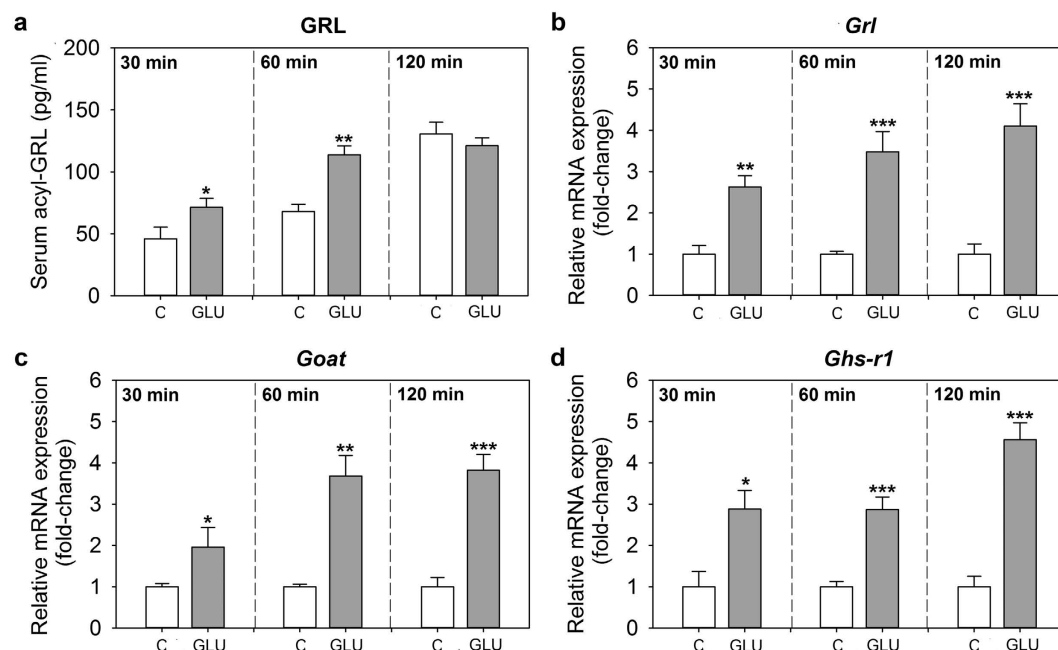 a
GRL
Serum acyl-GRL (pg/ml)
200
150
100
50
0
30 min
60 min
120 min
*
**
C
GLU
C
GLU
C
GLU
b
Grl
Relative mRNA expression
(fold-change)
6
5
4
3
2
1
0
30 min
60 min
120 min
**
***
***
C
GLU
C
GLU
C
GLU
c
Goat
Relative mRNA expression
(fold-change)
6
5
4
3
2
1
0
30 min
60 min
120 min
*
**
***
C
GLU
C
GLU
C
GLU
d
Ghs-r1
Relative mRNA expression
(fold-change)
6
5
4
3
2
1
0
30 min
60 min
120 min
*
***
***
C
GLU
C
GLU
C
GLU